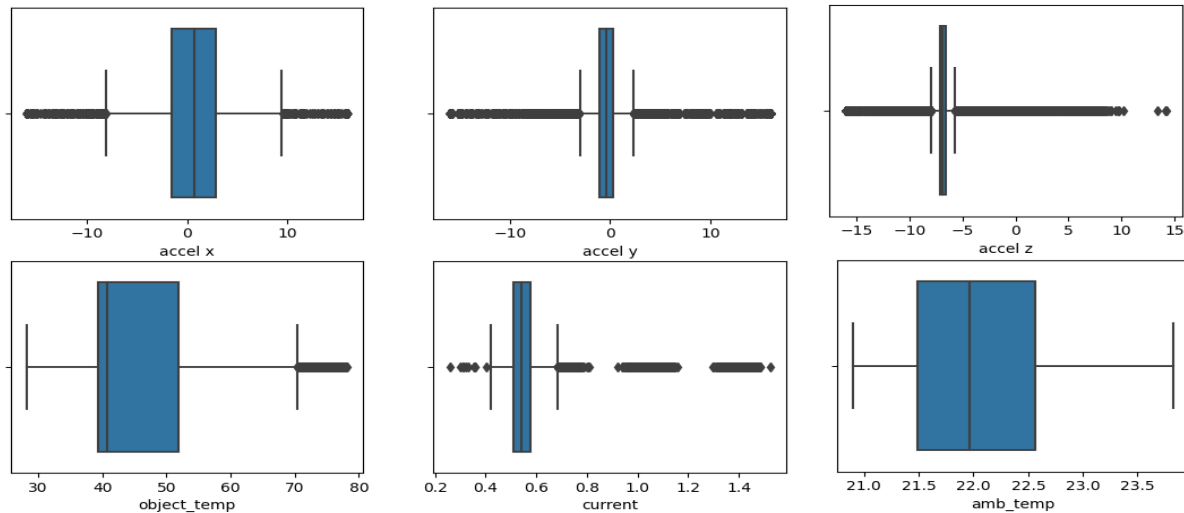 −10 0 10
accel x
−10 0 10
accel y
−15 −10 −5 0 5 10 15
accel z
30 40 50 60 70 80
object_temp
0.2 0.4 0.6 0.8 1.0 1.2 1.4
current
21.0 21.5 22.0 22.5 23.0 23.5
amb_temp